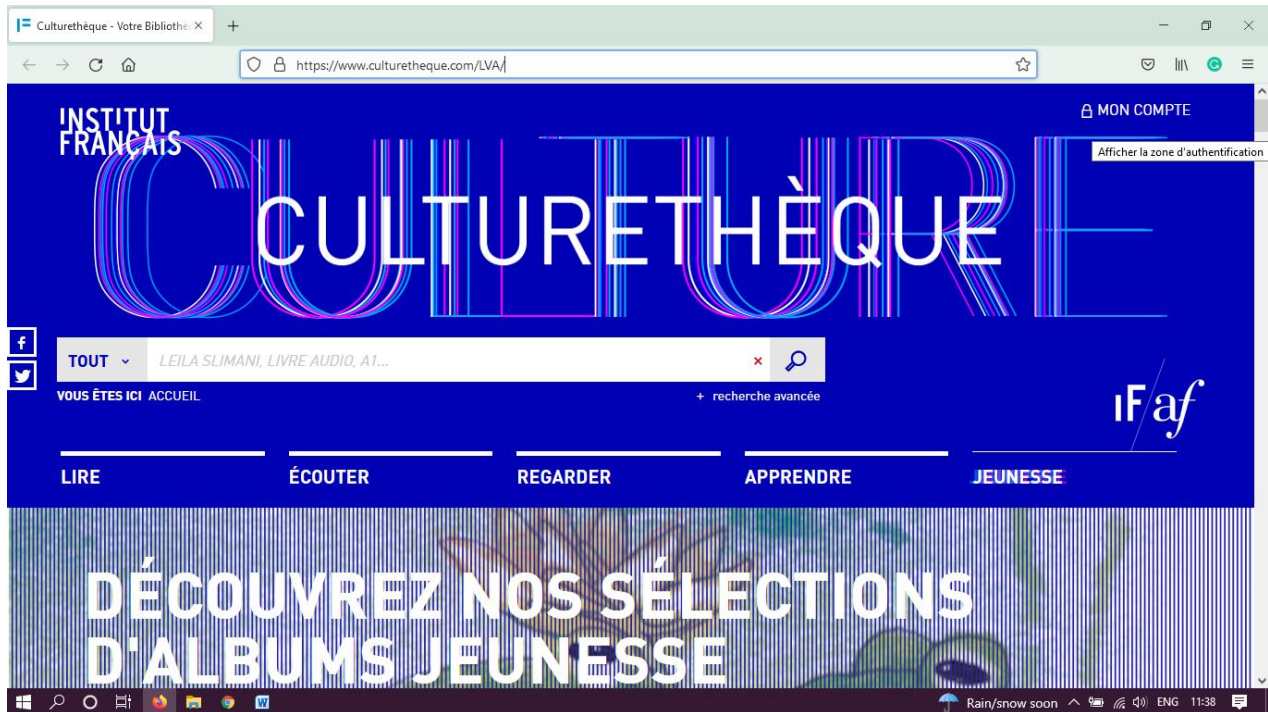 Culturethèque - Votre Bibliothè
https://www.culturetheque.com/LVA/
INSTITUT
FRANÇAIS
MON COMPTE
Afficher la zone d'authentification
CULTURE
CULTURETHÈQUE
TOUT
LEILA SLIMANI, LIVRE AUDIO, A1...
VOUS ÊTES ICI ACCUEIL
+ recherche avancée
IF/af
LIRE
ÉCOUTER
REGARDER
APPRENDRE
JEUNESSE
DÉCOUVREZ NOS SÉLECTIONS
D'ALBUMS JEUNESSE
Rain/snow soon
ENG
11:38